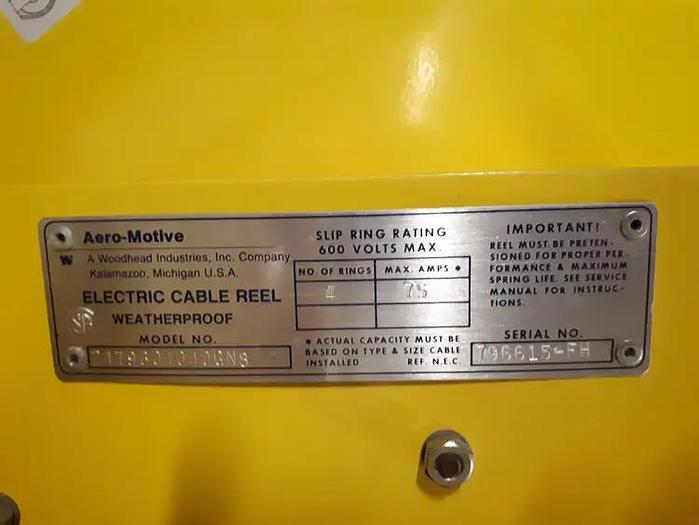 Aero-Motive
A Woodhead Industries, Inc. Company
Kalamazoo, Michigan U.S.A.
ELECTRIC CABLE REEL
WEATHERPROOF
MODEL NO.
SLIP RING RATING
600 VOLTS MAX.
NO. OF RINGS MAX. AMPS *
4 75
* ACTUAL CAPACITY MUST BE
BASED ON TYPE & SIZE CABLE
INSTALLED REF. N.E.C.
IMPORTANT!
REEL MUST BE PRETEN-
SIONED FOR PROPER PER-
FORMANCE & MAXIMUM
SPRING LIFE. SEE SERVICE
MANUAL FOR INSTRUC-
TIONS.
SERIAL NO.
796615-FH